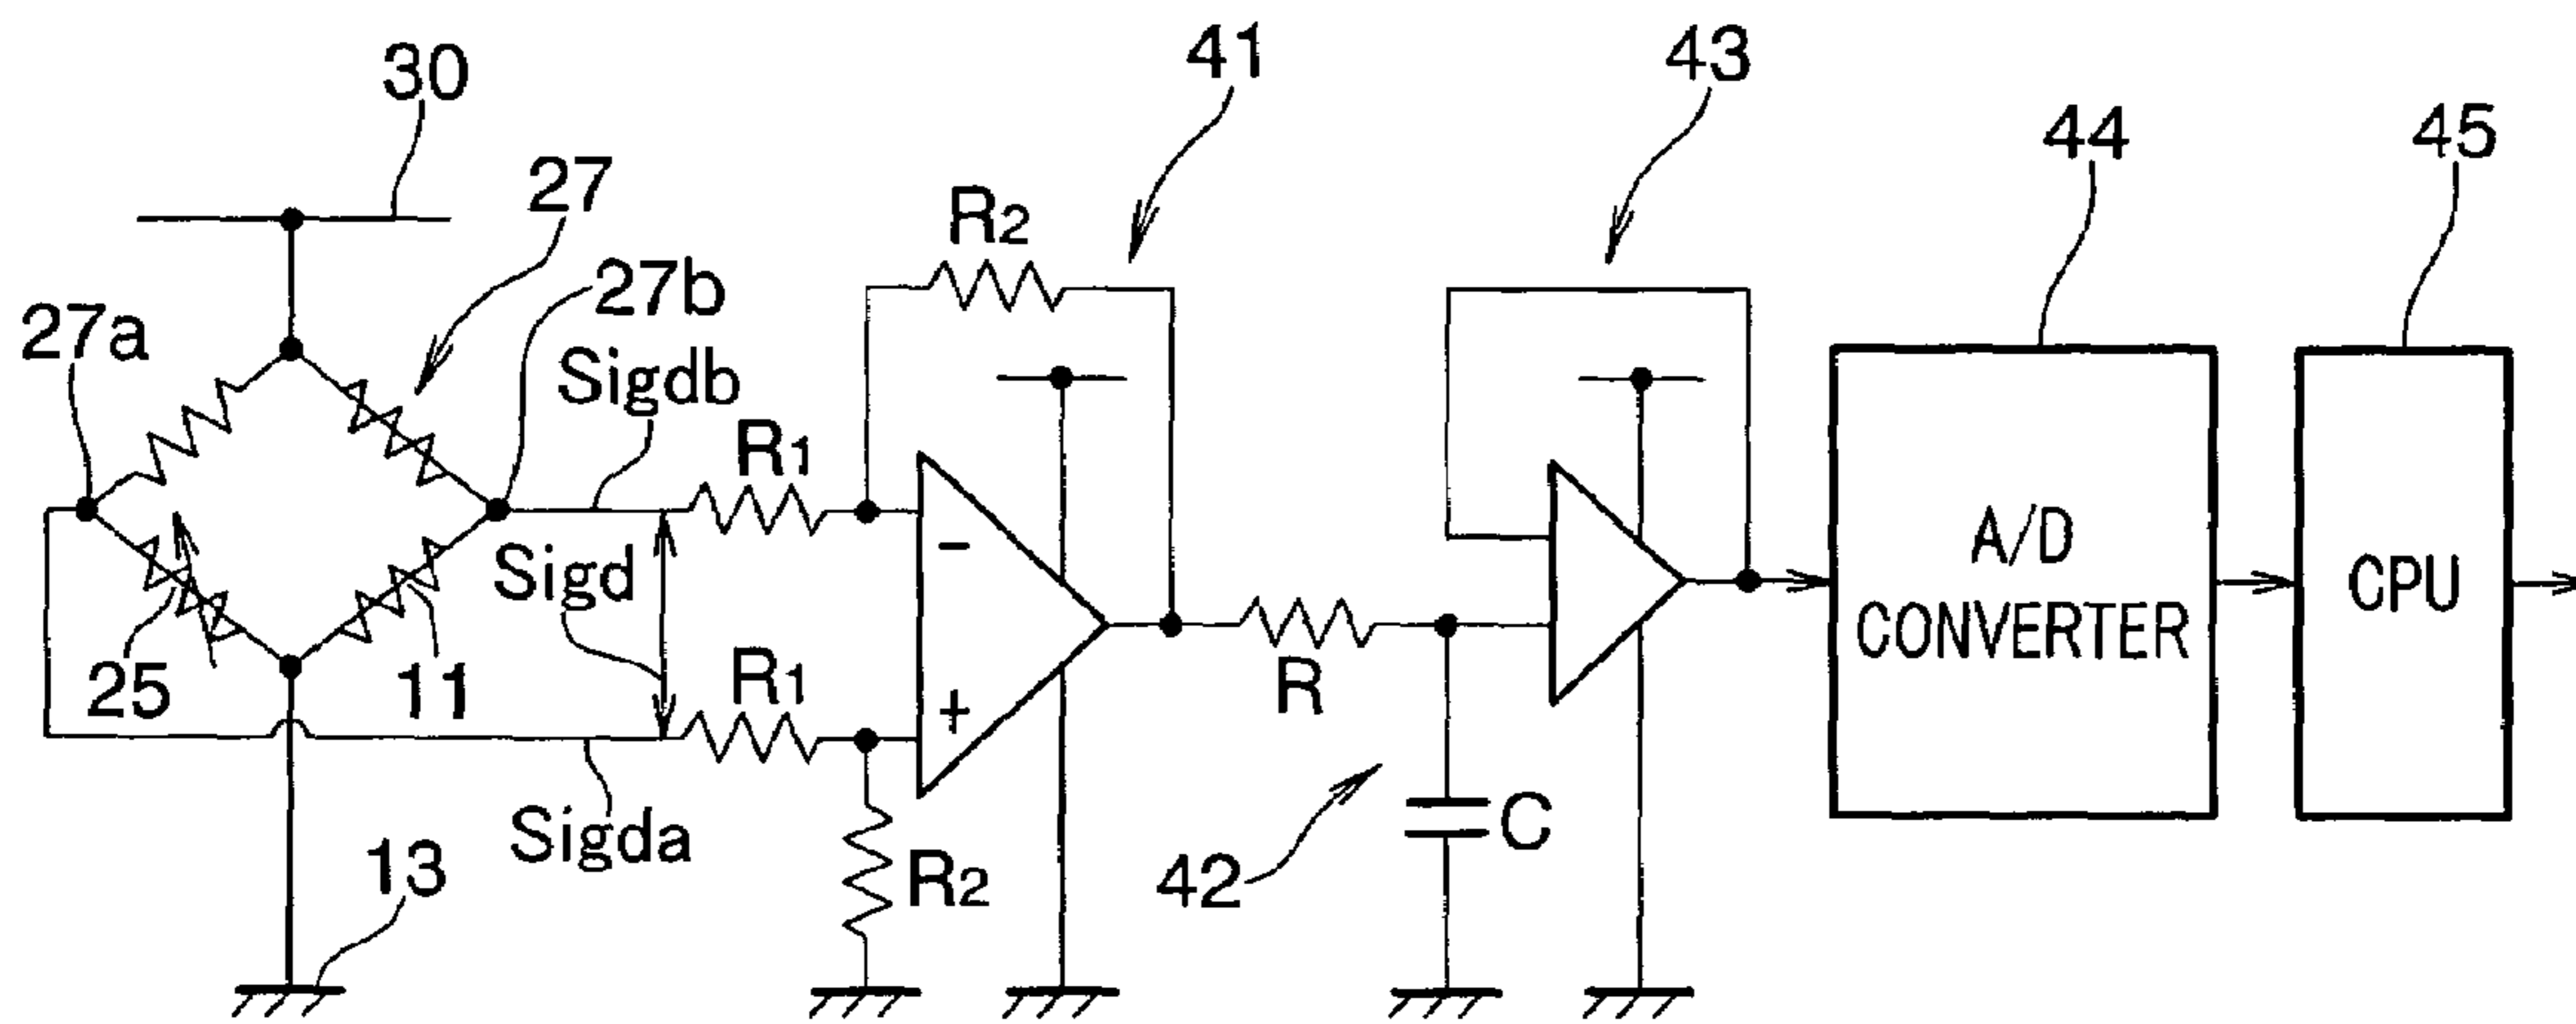 41
43
30
44
45
27
R2
27b
27a
Sigdb
R1
-
A/D
CONVERTER
CPU
Sigd
25
11
R1
R
+
Sigda
C
13
R2
42